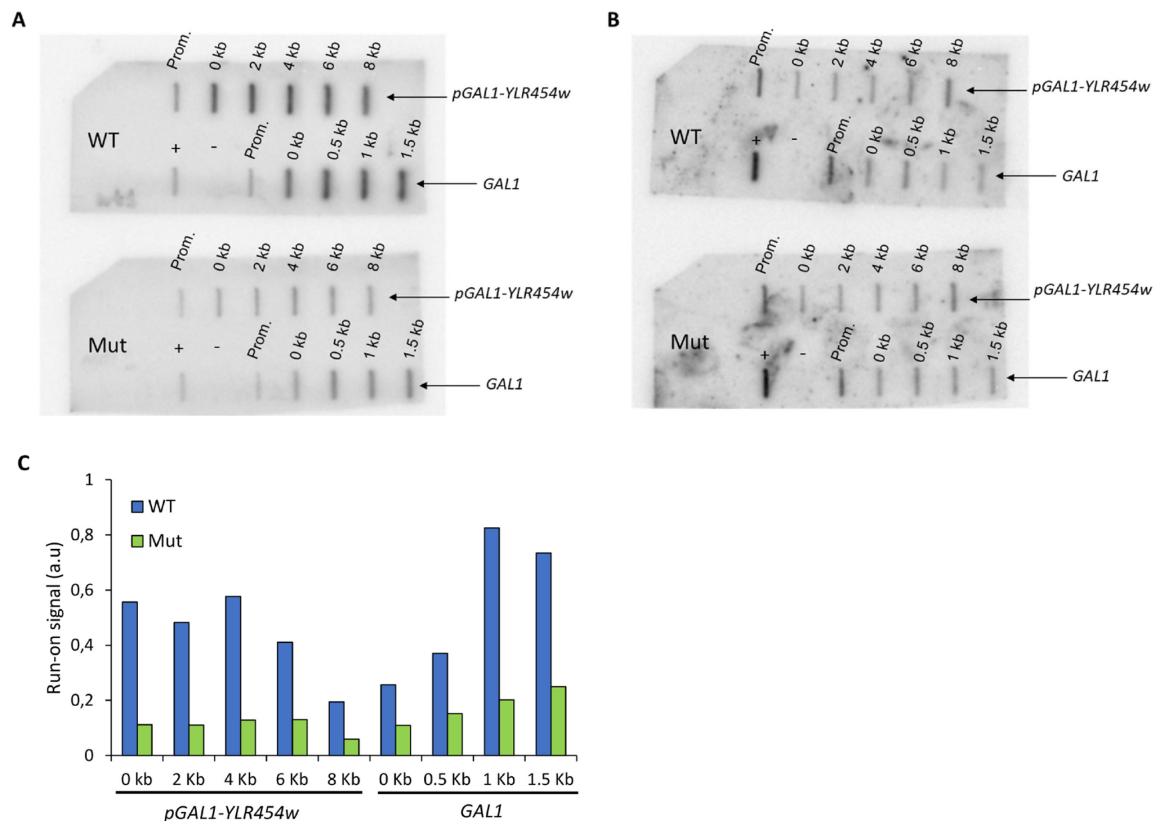 A
Prom. 0 kb 2 kb 4 kb 6 kb 8 kb
pGAL1-YLR454w
WT
+ - Prom. 0 kb 0.5 kb 1 kb 1.5 kb
GAL1
Prom. 0 kb 2 kb 4 kb 6 kb 8 kb
pGAL1-YLR454w
Mut
+ - Prom. 0 kb 0.5 kb 1 kb 1.5 kb
GAL1
B
Prom. 0 kb 2 kb 4 kb 6 kb 8 kb
pGAL1-YLR454w
WT
+ - Prom. 0 kb 0.5 kb 1 kb 1.5 kb
GAL1
Prom. 0 kb 2 kb 4 kb 6 kb 8 kb
pGAL1-YLR454w
Mut
+ - Prom. 0 kb 0.5 kb 1 kb 1.5 kb
GAL1
C
Run-on signal (a.u)
1
0,8
0,6
0,4
0,2
0
WT
Mut
0 kb 2 Kb 4 Kb 6 Kb 8 Kb 0 Kb 0.5 Kb 1 Kb 1.5 Kb
pGAL1-YLR454w GAL1